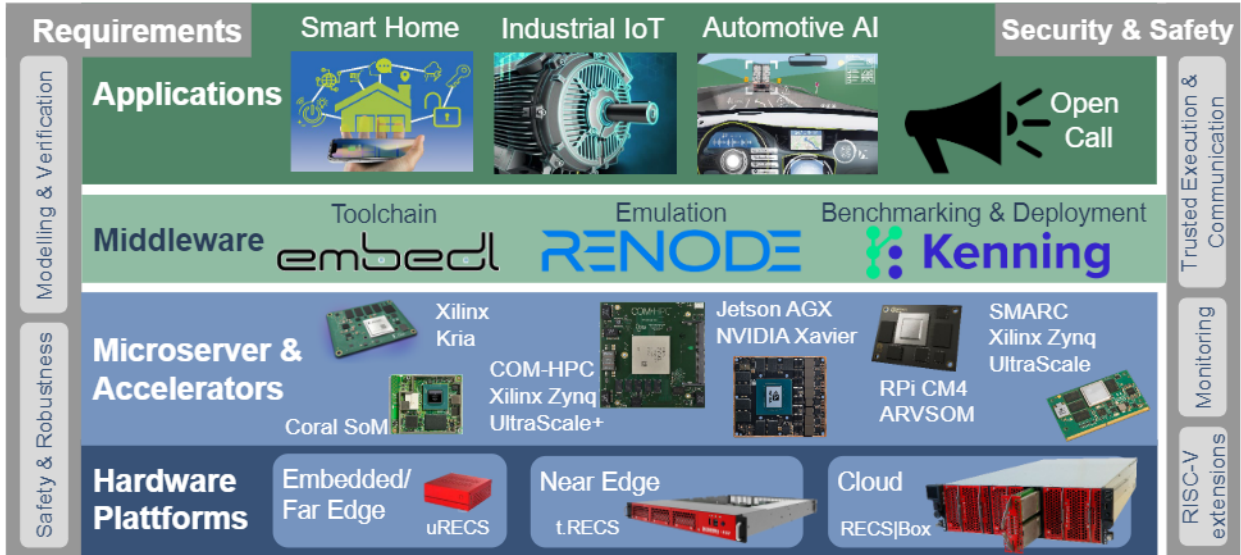 Requirements
Security & Safety
Modelling & Verification
Safety & Robustness
Applications
Smart Home
Industrial IoT
Automotive AI
Open
Call
Middleware
Toolchain
embedl
Emulation
RENODE
Benchmarking & Deployment
Kenning
Microserver &
Accelerators
Xilinx
Kria
Coral SoM
COM-HPC
Xilinx Zynq
UltraScale+
COM-HPC
Jetson AGX
NVIDIA Xavier
RPi CM4
ARVSOM
SMARC
Xilinx Zynq
UltraScale
Hardware
Plattforms
Embedded/
Far Edge
uRECS
Near Edge
t.RECS
Cloud
RECS|Box
Trusted Execution &
Communication
Monitoring
RISC-V
extensions